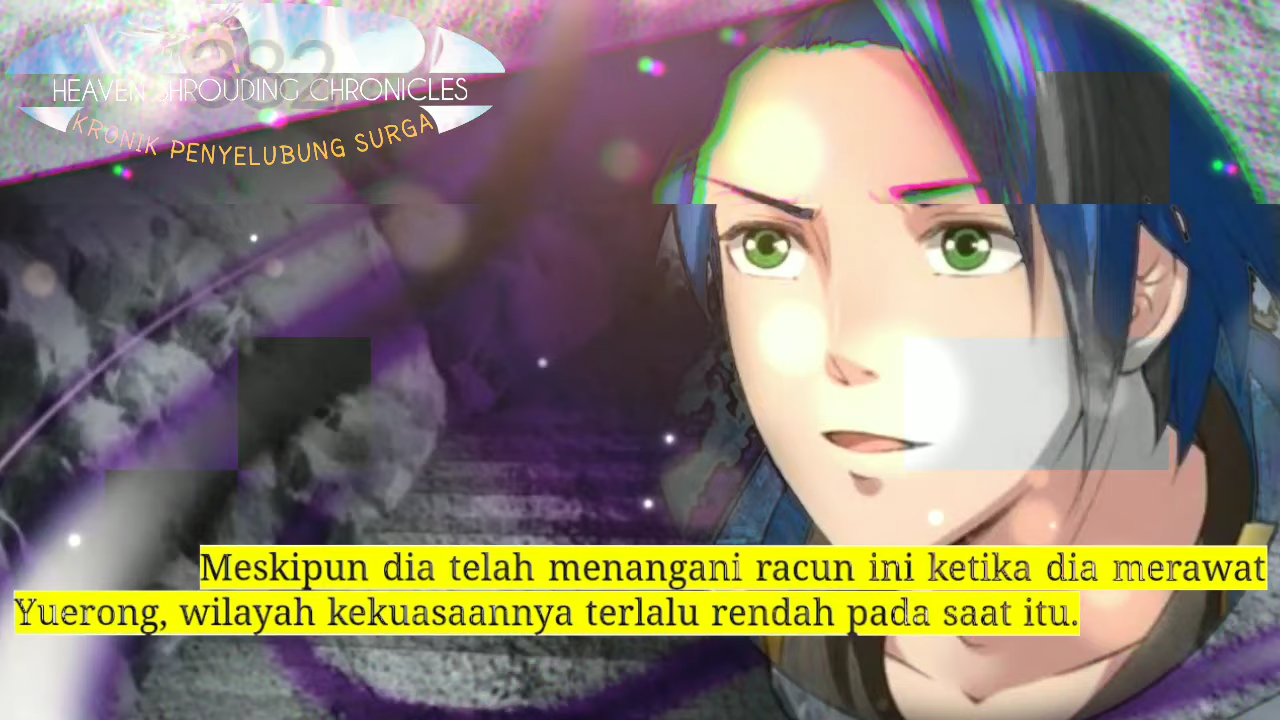 282
HEAVEN SHROUDING CHRONICLES
KRONIK PENYELUBUNG SURGA
Meskipun dia telah menangani racun ini ketika dia merawat
Yuerong, wilayah kekuasaannya terlalu rendah pada saat itu.